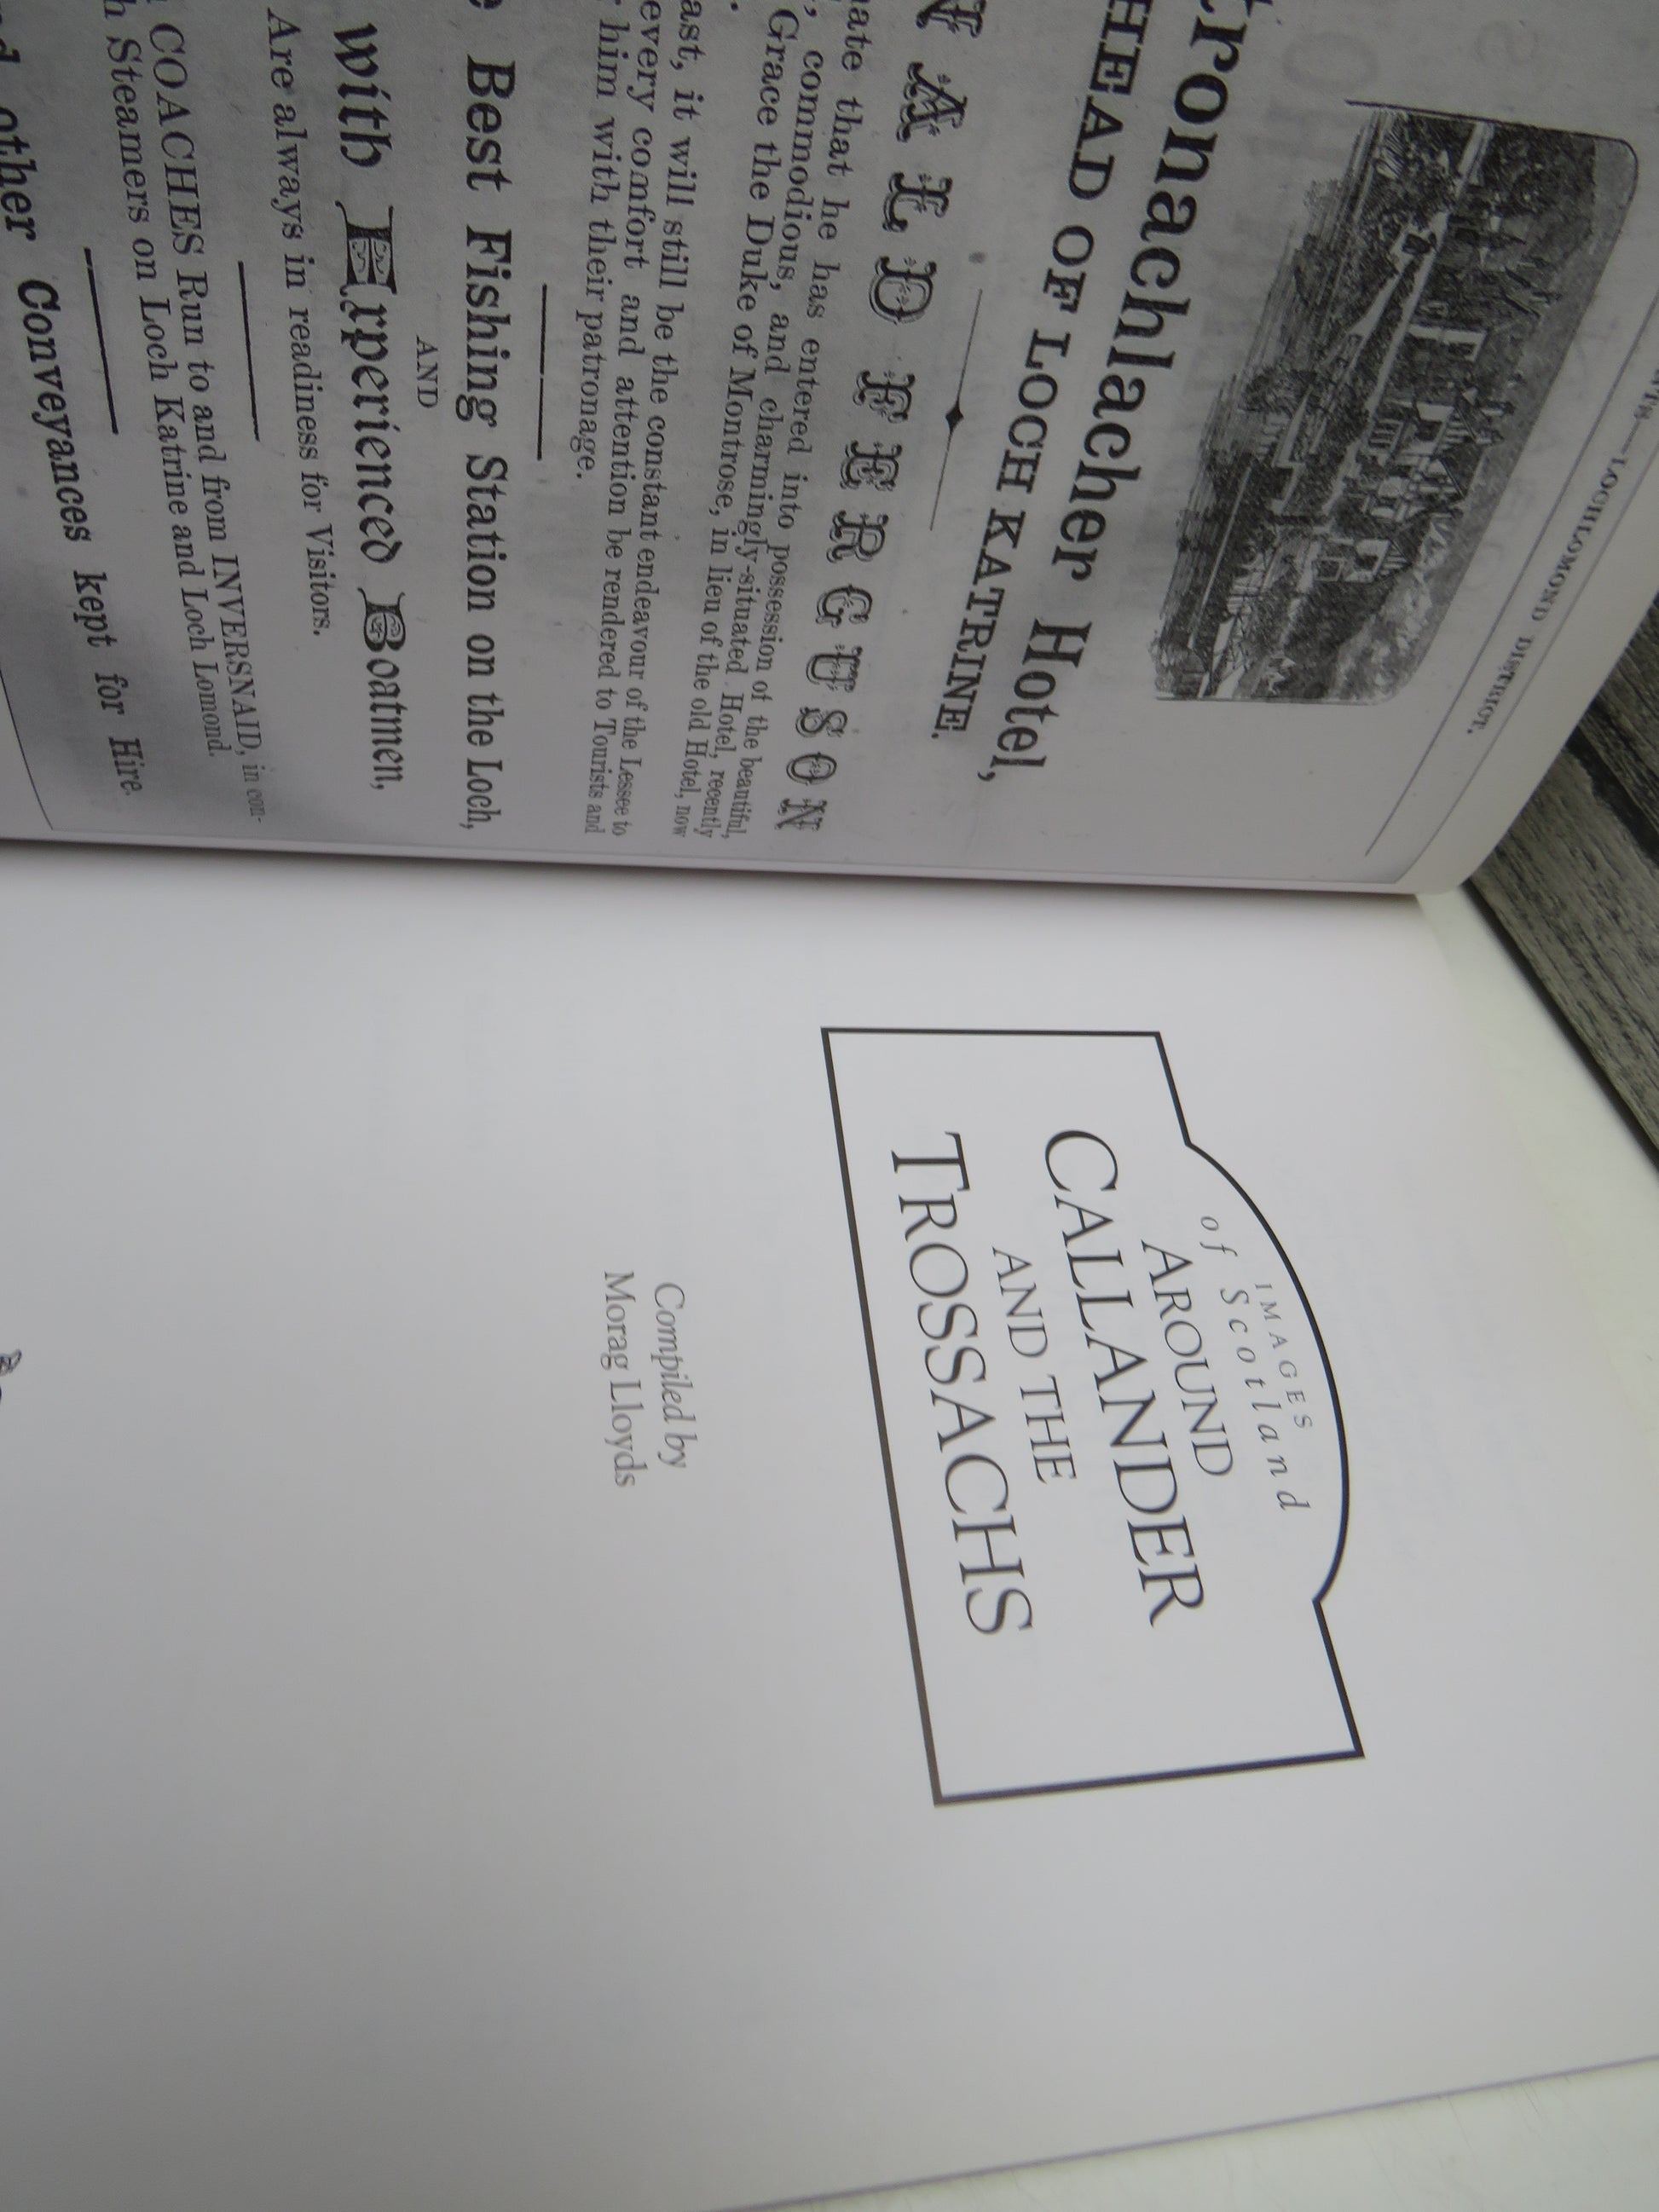 LOCHLOMOND DISTRICT.
tronachlacher Hotel,
HEAD OF LOCH KATRINE.
NALD FERGUSON
that he has entered into possession of the beautiful,
commodious, and charmingly-situated Hotel, recently
Grace the Duke of Montrose, in lieu of the old Hotel, now
ast, it will still be the constant endeavour of the Lessee to
every comfort and attention be rendered to Tourists and
him with their patronage.
e Best Fishing Station on the Loch,
AND
with Experienced Boatmen,
Are always in readiness for Visitors.
COACHES Run to and from INVERSNAID, in con-
h Steamers on Loch Katrine and Loch Lomond.
d other Conveyances kept for Hire.
IMAGES
of Scotland
AROUND
CALLANDER
AND THE
TROSSACHS
Compiled by
Morag Lloyds